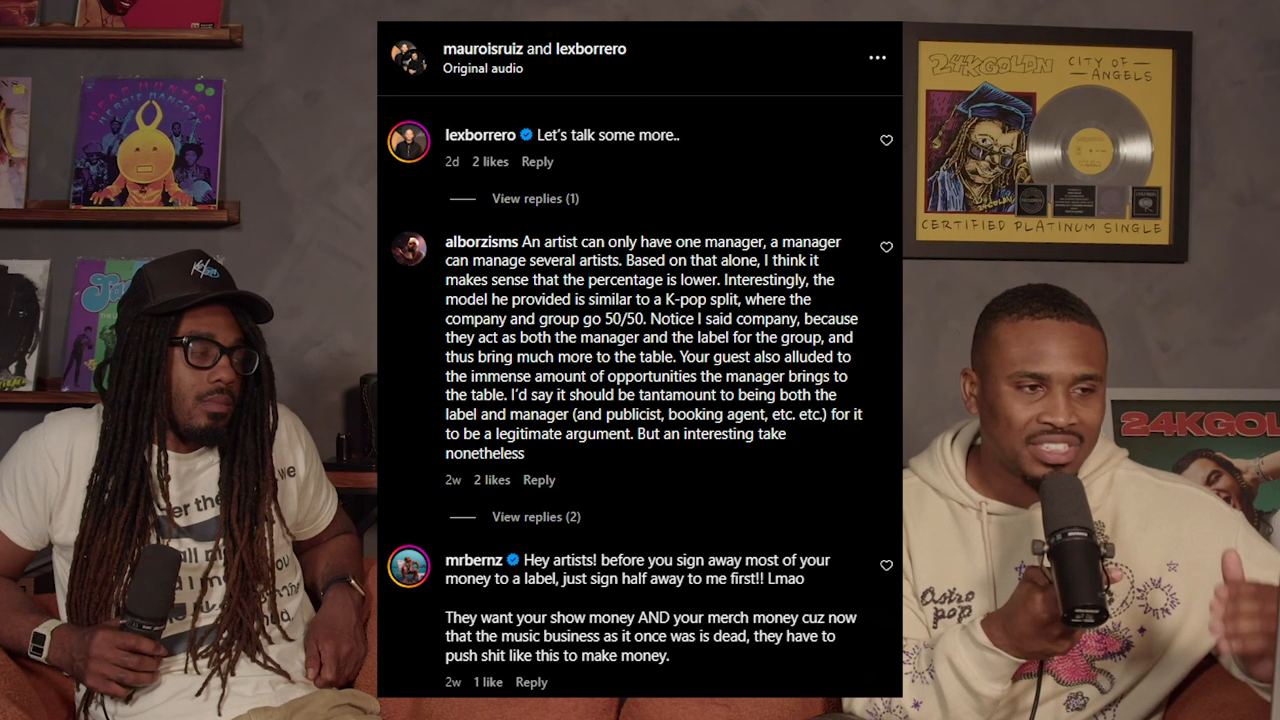 mauroisruiz and lexborrero
Original audio
lexborrero Let's talk some more..
2d 2 likes Reply
View replies (1)
alborzisms An artist can only have one manager, a manager
can manage several artists. Based on that alone, I think it
makes sense that the percentage is lower. Interestingly, the
model he provided is similar to a K-pop split, where the
company and group go 50/50. Notice I said company, because
they act as both the manager and the label for the group, and
thus bring much more to the table. Your guest also alluded to
the immense amount of opportunities the manager brings to
the table. I'd say it should be tantamount to being both the
label and manager (and publicist, booking agent, etc. etc.) for it
to be a legitimate argument. But an interesting take
nonetheless
2w 2 likes Reply
View replies (2)
mrbernz Hey artists! before you sign away most of your
money to a label, just sign half away to me first!! Lmao
They want your show money AND your merch money cuz now
that the music business as it once was is dead, they have to
push shit like this to make money.
2w 1 like Reply
HEAD HUNTERS
HERBIE HANCOCK
24KGOLDN
CITY OF
ANGELS
CERTIFIED PLATINUM SINGLE
24KGOL
Astro
pop